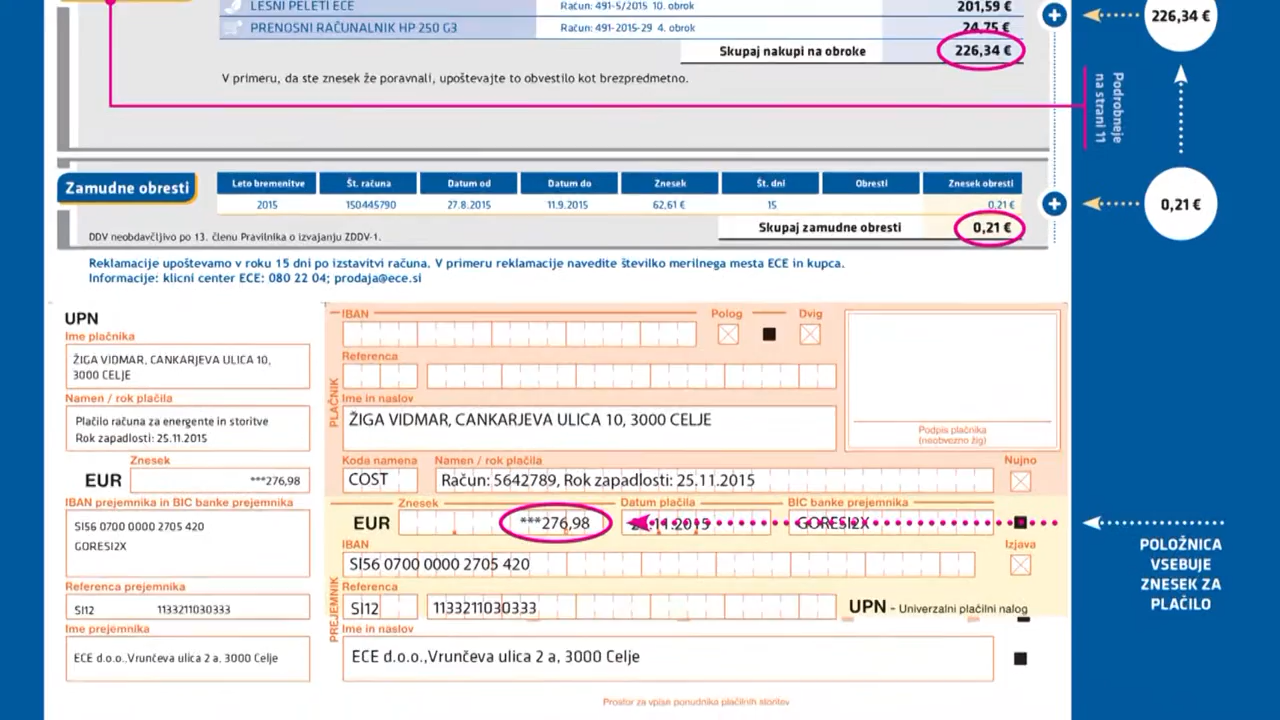 LESNI PELETI ECE Račun: 491-5/2015 10. obrok 201,59 €
PRENOSNI RAČUNALNIK HP 250 G3 Račun: 491-2015-29 4. obrok 24,75 €
Skupaj nakupi na obroke 226,34 €
226,34 €
V primeru, da ste znesek že poravnali, upoštevajte to obvestilo kot brezpredmetno.
Podrobneje
na strani 11
Zamudne obresti
Leto bremenitve Št. računa Datum od Datum do Znesek Št. dni Obresti Znesek obresti
2015 150445790 27.8.2015 11.9.2015 62,61 € 15 0,21 €
Skupaj zamudne obresti 0,21 €
0,21 €
DDV neobdavčljivo po 13. členu Pravilnika o izvajanju ZDDV-1.
Reklamacije upoštevamo v roku 15 dni po izstavitvi računa. V primeru reklamacije navedite številko merilnega mesta ECE in kupca.
Informacije: klicni center ECE: 080 22 04; prodaja@ece.si
UPN
Ime plačnika
ŽIGA VIDMAR, CANKARJEVA ULICA 10,
3000 CELJE
Namen / rok plačila
Plačilo računa za energente in storitve
Rok zapadlosti: 25.11.2015
Znesek
EUR ***276,98
IBAN prejemnika in BIC banke prejemnika
SI56 0700 0000 2705 420
GORESI2X
Referenca prejemnika
SI12 1133211030333
Ime prejemnika
ECE d.o.o.,Vrunčeva ulica 2 a, 3000 Celje
PLAČNIK
IBAN Polog Dvig
Referenca
Ime in naslov
ŽIGA VIDMAR, CANKARJEVA ULICA 10, 3000 CELJE
Podpis plačnika
(neobvezno žig)
Koda namena Namen / rok plačila Nujno
COST Račun: 5642789, Rok zapadlosti: 25.11.2015
PREJEMNIK
Znesek Datum plačila BIC banke prejemnika
EUR ***276,98 .11.2015 GORESI2X
IBAN Izjava
SI56 0700 0000 2705 420
Referenca
SI12 1133211030333 UPN - Univerzalni plačilni nalog
Ime in naslov
ECE d.o.o.,Vrunčeva ulica 2 a, 3000 Celje
Prostor za vpise ponudnika plačilnih storitev
POLOŽNICA
VSEBUJE
ZNESEK ZA
PLAČILO